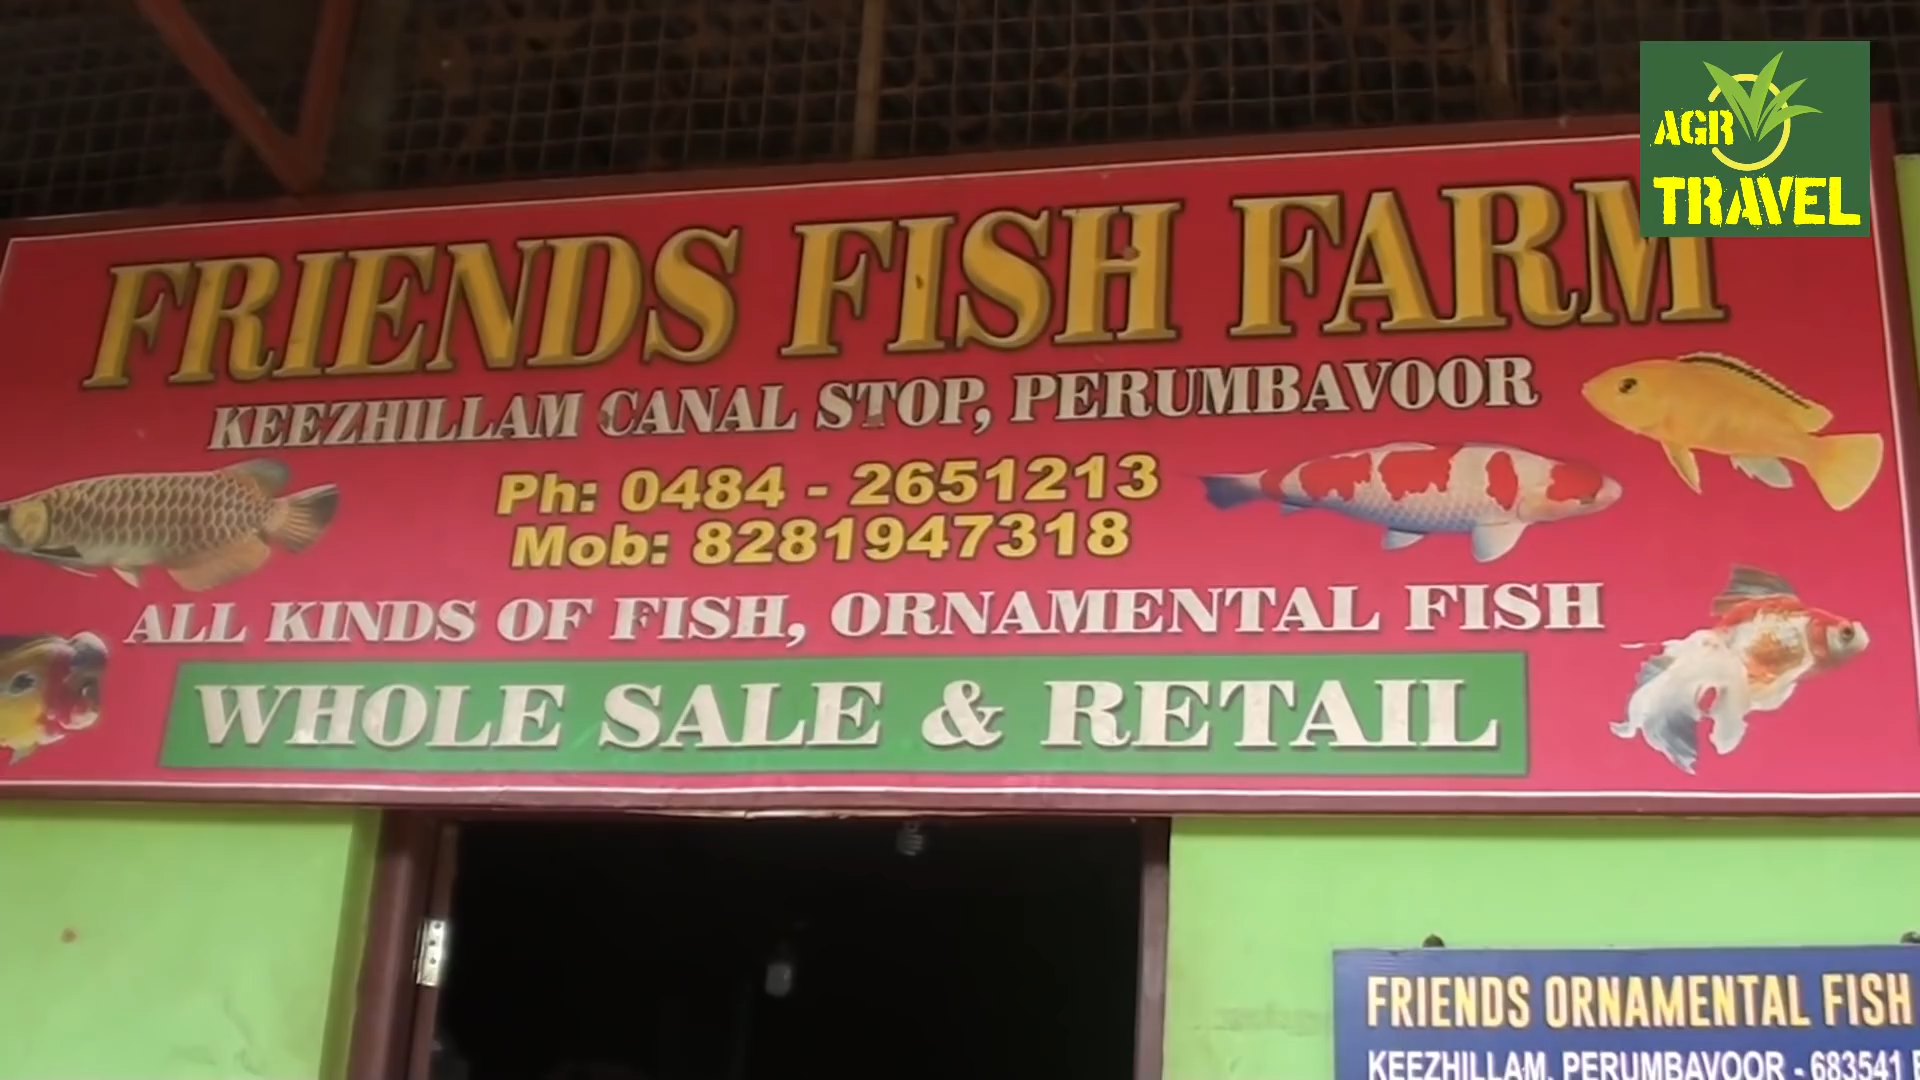 AGRO
TRAVEL
FRIENDS FISH FARM
KEEZHILLAM CANAL STOP, PERUMBAVOOR
Ph: 0484 - 2651213
Mob: 8281947318
ALL KINDS OF FISH, ORNAMENTAL FISH
WHOLE SALE & RETAIL
FRIENDS ORNAMENTAL FISH
KEEZHILLAM, PERUMBAVOOR - 683541